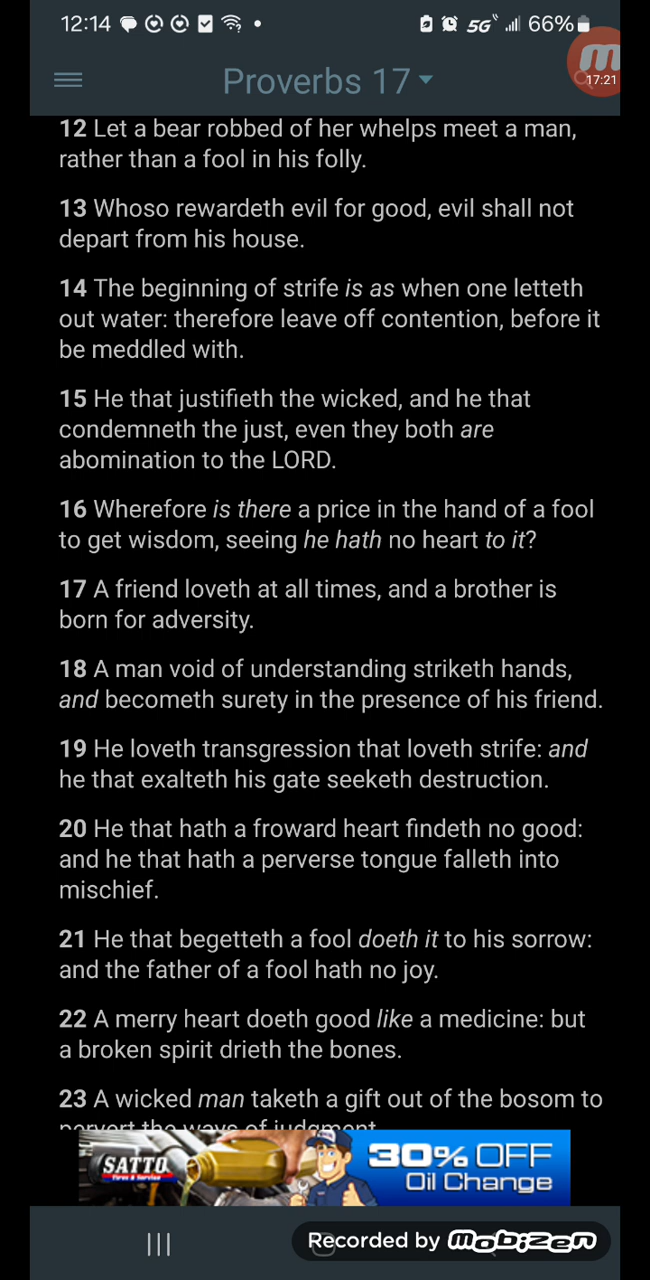 12:14
5G
66%
Proverbs 17
17:21
12 Let a bear robbed of her whelps meet a man,
rather than a fool in his folly.
13 Whoso rewardeth evil for good, evil shall not
depart from his house.
14 The beginning of strife is as when one letteth
out water: therefore leave off contention, before it
be meddled with.
15 He that justifieth the wicked, and he that
condemneth the just, even they both are
abomination to the LORD.
16 Wherefore is there a price in the hand of a fool
to get wisdom, seeing he hath no heart to it?
17 A friend loveth at all times, and a brother is
born for adversity.
18 A man void of understanding striketh hands,
and becometh surety in the presence of his friend.
19 He loveth transgression that loveth strife: and
he that exalteth his gate seeketh destruction.
20 He that hath a froward heart findeth no good:
and he that hath a perverse tongue falleth into
mischief.
21 He that begetteth a fool doeth it to his sorrow:
and the father of a fool hath no joy.
22 A merry heart doeth good like a medicine: but
a broken spirit drieth the bones.
23 A wicked man taketh a gift out of the bosom to
pervert the ways of judgment
SATTO
Tires & Service
30% OFF
Oil Change
Recorded by mobizen